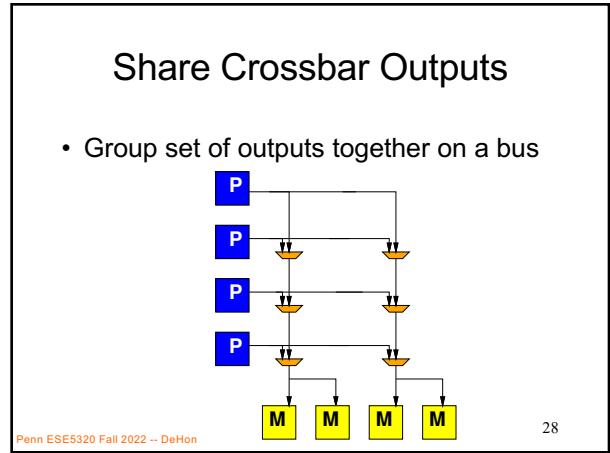 Share Crossbar Outputs
• Group set of outputs together on a bus
P
P
P
P
M M M M
Penn ESE5320 Fall 2022 -- DeHon
28